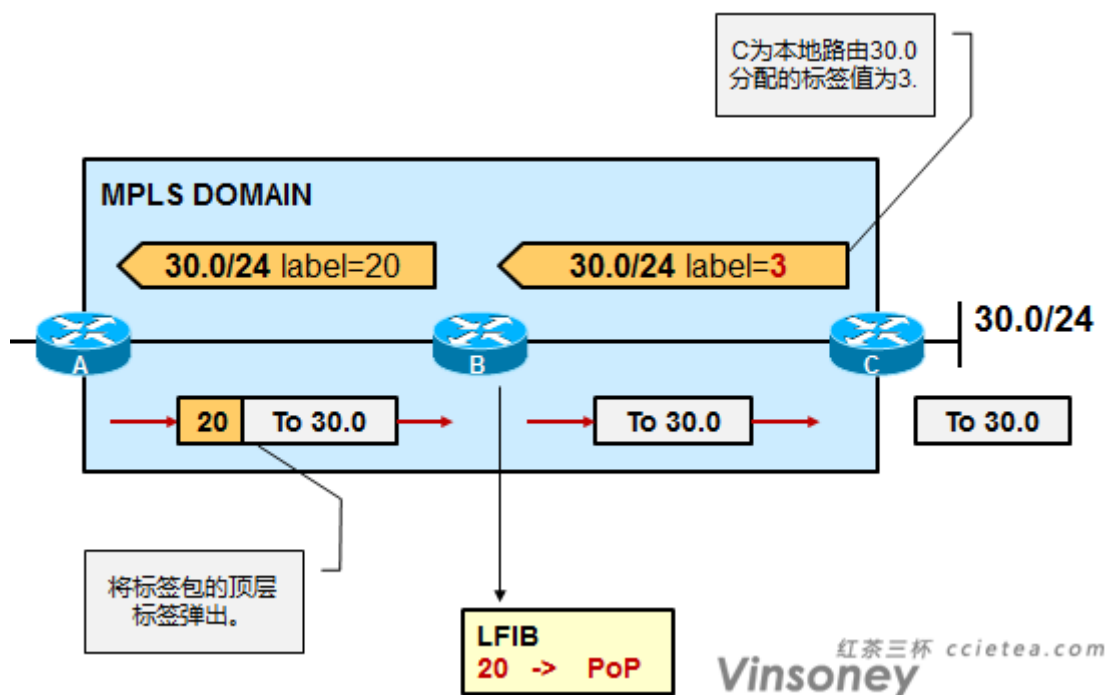 C为本地路由30.0
分配的标签值为3.
MPLS DOMAIN
30.0/24 label=20
30.0/24 label=3
30.0/24
A
B
C
20 To 30.0
To 30.0
To 30.0
将标签包的顶层
标签弹出。
LFIB
20 -> PoP
红茶三杯 ccietea.com
Vinsoney